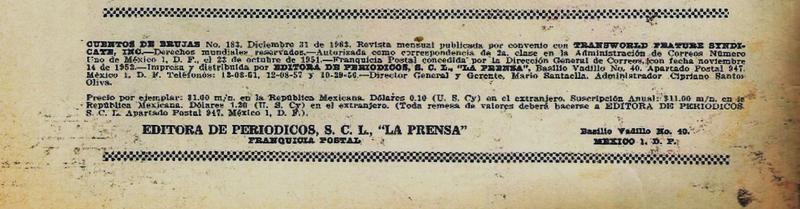 CUENTOS DE BRUJAS No. 183. Diciembre 31 de 1963. Revista mensual publicada por convenio con TRANSWORLD FEATURE SYNDI-
CATE, INC.—Derechos mundiales reservados.—Autorizada como correspondencia de 2a. clase en la Administración de Correos Número
Uno de México 1, D. F., el 23 de octubre de 1951.—Franquicia Postal concedida por la Dirección General de Correos, con fecha noviembre
14 de 1952.—Impresa y distribuida por EDITORA DE PERIODICOS, S. C. L., "LA PRENSA", Basilio Vadillo No. 40. Apartado Postal 947.
México 1, D. F. Teléfonos: 12-08-61, 12-08-57 y 10-29-56.—Director General y Gerente, Mario Santaella. Administrador Cipriano Santos
Oliva.
Precio por ejemplar: $1.00 m/n. en la República Mexicana. Dólares 0.10 (U. S. Cy) en el extranjero. Suscripción Anual: $11.00 m/n. en la
República Mexicana. Dólares 1.20 (U. S. Cy) en el extranjero. (Toda remesa de valores deberá hacerse a EDITORA DE PERIODICOS
S. C. L. Apartado Postal 947. México 1, D. F.).
EDITORA DE PERIODICOS, S. C. L., "LA PRENSA" Basilio Vadillo No. 40.
FRANQUICIA POSTAL MEXICO 1, D. F.